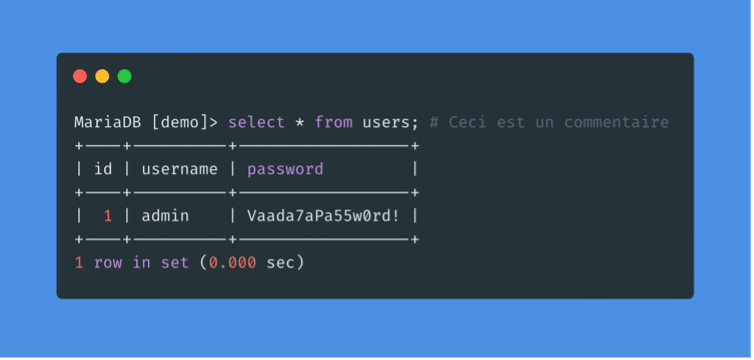 MariaDB [demo]> select * from users; # Ceci est un commentaire
+----+----------+------------------+
| id | username | password         |
+----+----------+------------------+
|  1 | admin    | Vaada7aPa55w0rd! |
+----+----------+------------------+
1 row in set (0.000 sec)